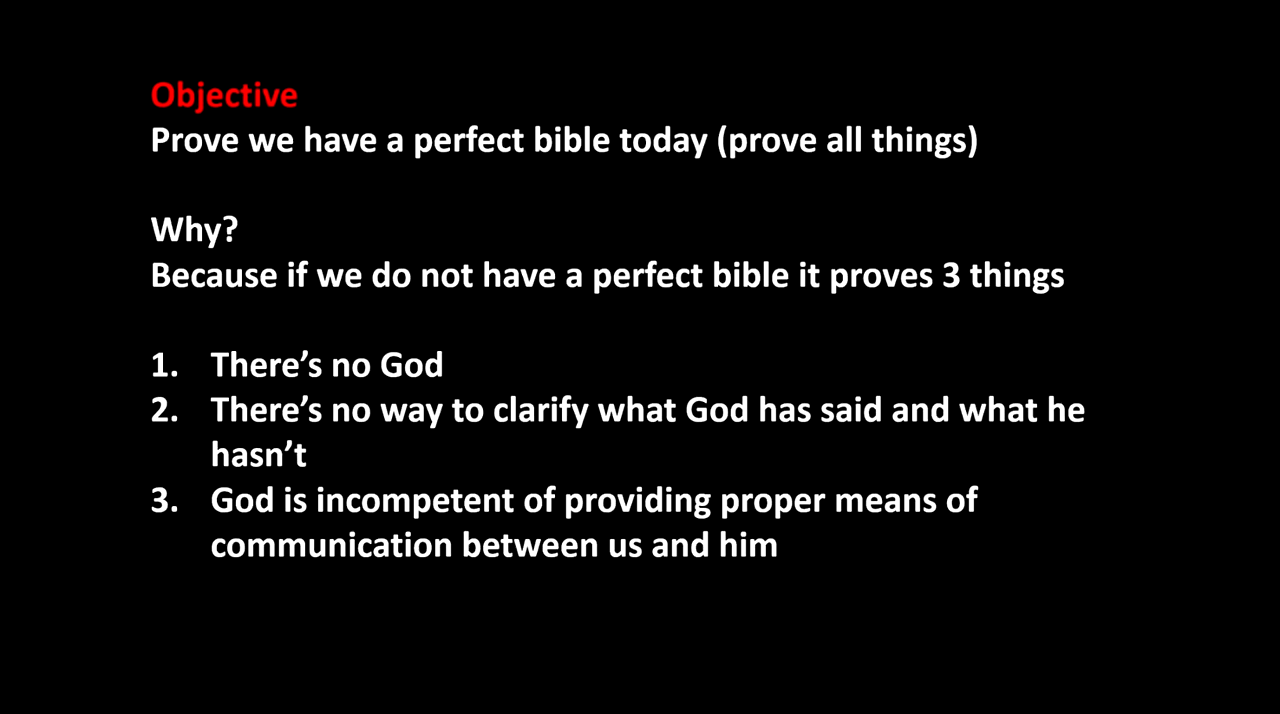 Objective
Prove we have a perfect bible today (prove all things)
Why?
Because if we do not have a perfect bible it proves 3 things
1. There’s no God
2. There’s no way to clarify what God has said and what he
hasn’t
3. God is incompetent of providing proper means of
communication between us and him